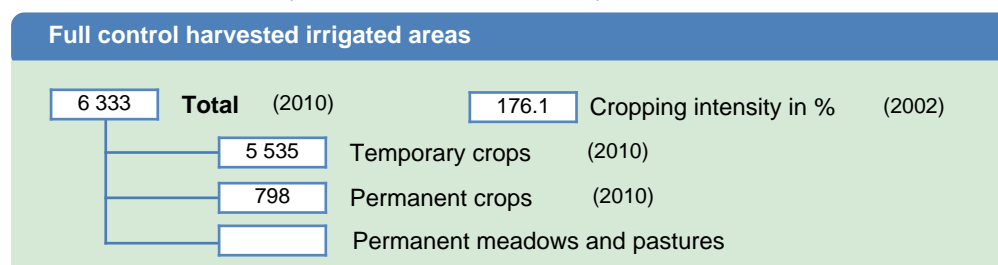 Full control harvested irrigated areas
6 333 Total (2010) 176.1 Cropping intensity in % (2002)
5 535 Temporary crops (2010)
798 Permanent crops (2010)
Permanent meadows and pastures